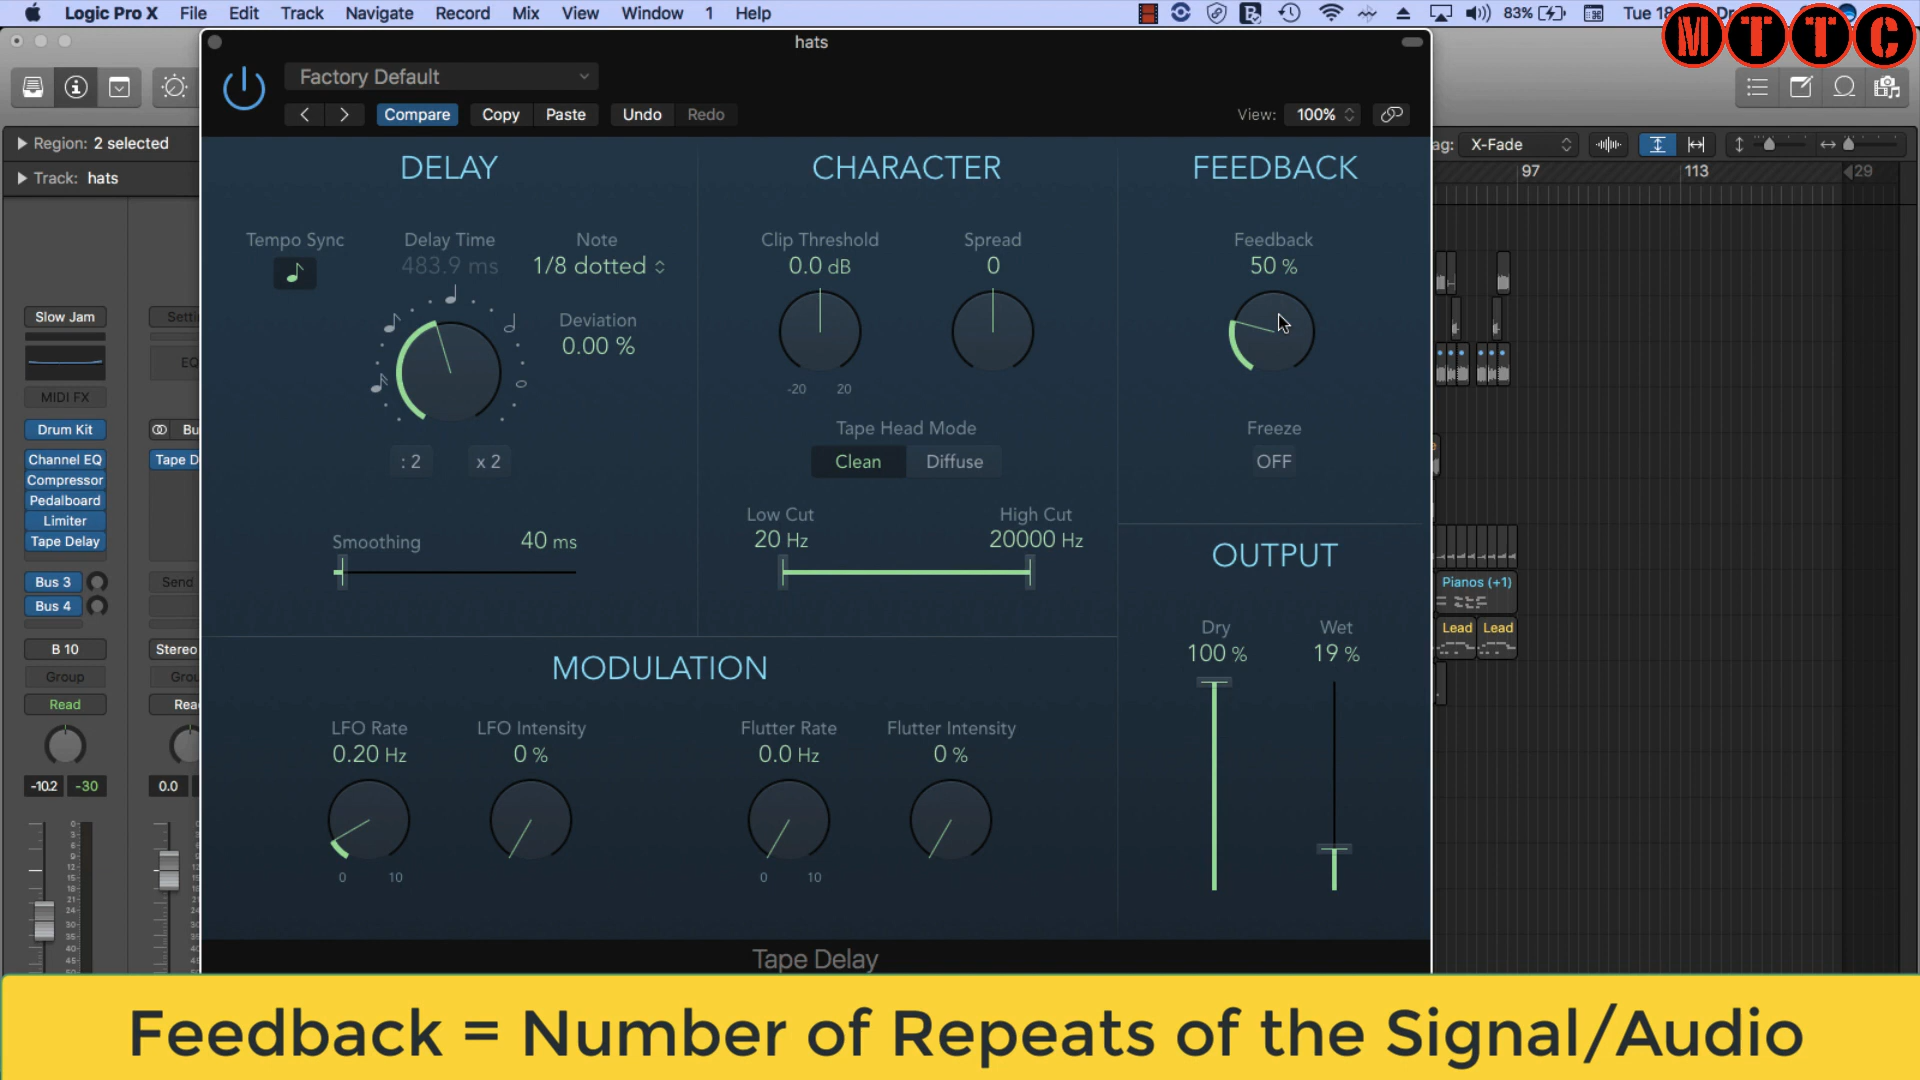 Logic Pro X File Edit Track Navigate Record Mix View Window 1 Help
83% Tue 18
MTTC
hats
Factory Default
Compare Copy Paste Undo Redo
View: 100%
Region: 2 selected
Track: hats
X-Fade
97 113 29
DELAY
CHARACTER
FEEDBACK
Tempo Sync
Delay Time
483.9 ms
Note
1/8 dotted
Deviation
0.00 %
: 2
x 2
Smoothing 40 ms
Clip Threshold
0.0 dB
-20 20
Spread
0
Tape Head Mode
Clean Diffuse
Low Cut
20 Hz
High Cut
20000 Hz
Feedback
50 %
Freeze
OFF
OUTPUT
Dry
100 %
Wet
19 %
MODULATION
LFO Rate
0.20 Hz
0 10
LFO Intensity
0 %
Flutter Rate
0.0 Hz
0 10
Flutter Intensity
0 %
Tape Delay
Slow Jam
MIDI FX
Drum Kit
Channel EQ
Compressor
Pedalboard
Limiter
Tape Delay
Bus 3
Bus 4
B 10
Group
Read
-10.2 -30
EQ
Tape D
Send
Stereo
0.0
Pianos (+1)
Lead Lead
Feedback = Number of Repeats of the Signal/Audio